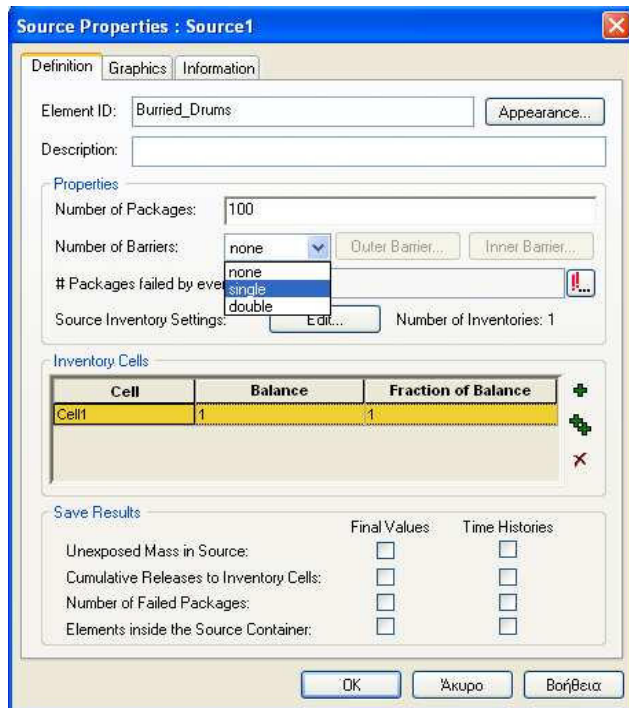 Source Properties : Source1
Definition Graphics Information
Element ID: Burried_Drums Appearance...
Description:
Properties
Number of Packages: 100
Number of Barriers: none Outer Barrier... Inner Barrier...
none
# Packages failed by eve !!...
single
double
Source Inventory Settings: Edit... Number of Inventories: 1
Inventory Cells
Cell Balance Fraction of Balance
Cell1 1 1
Save Results
Final Values Time Histories
Unexposed Mass in Source:
Cumulative Releases to Inventory Cells:
Number of Failed Packages:
Elements inside the Source Container:
OK Άκυρο Βοήθεια